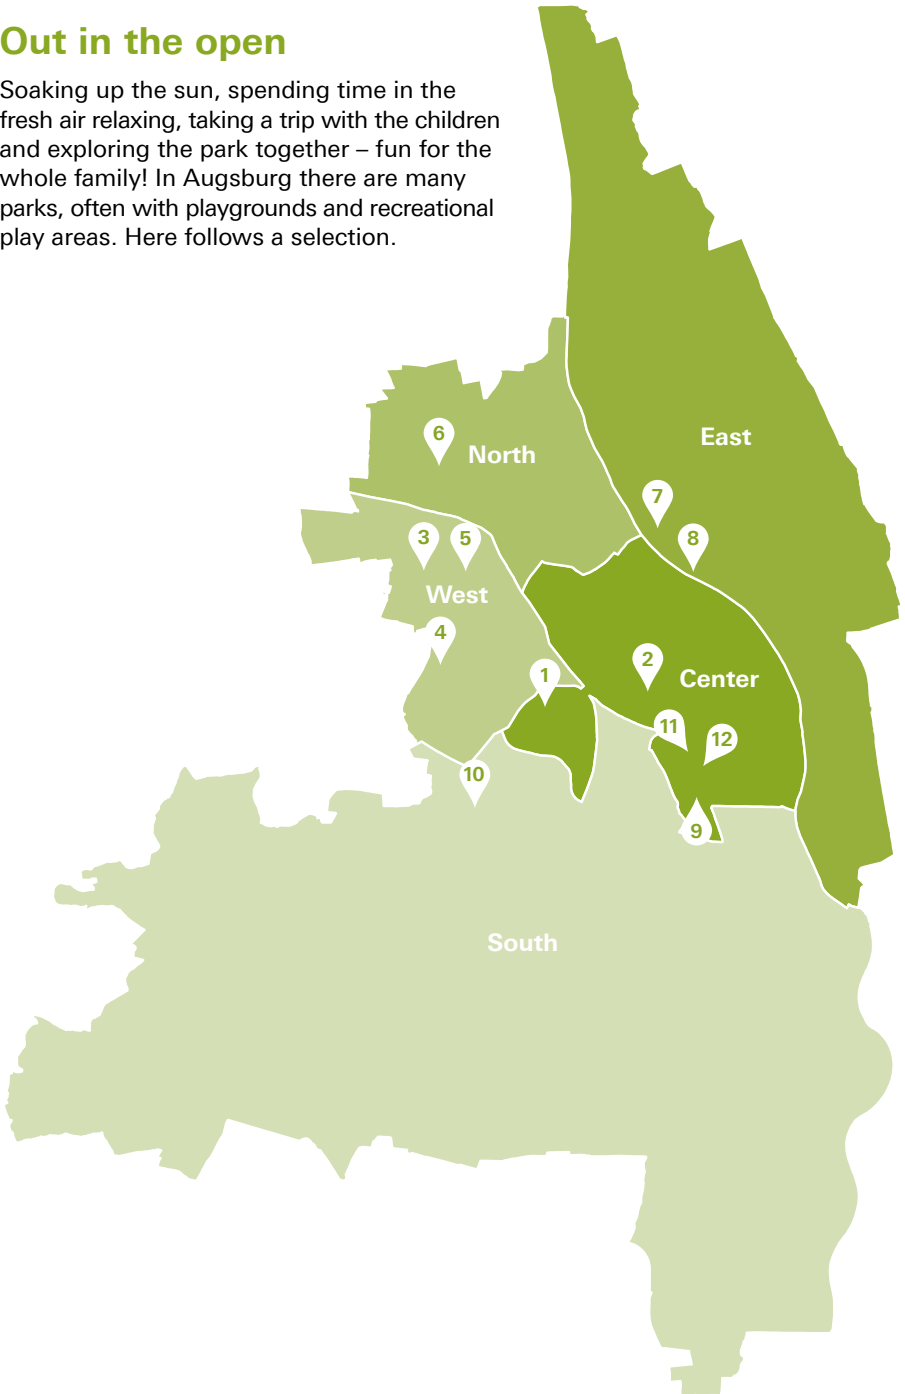 Out in the open
Soaking up the sun, spending time in the
fresh air relaxing, taking a trip with the children
and exploring the park together – fun for the
whole family! In Augsburg there are many
parks, often with playgrounds and recreational
play areas. Here follows a selection.
East
6
North
7
3
5
8
West
4
2
1
Center
11
12
10
9
South